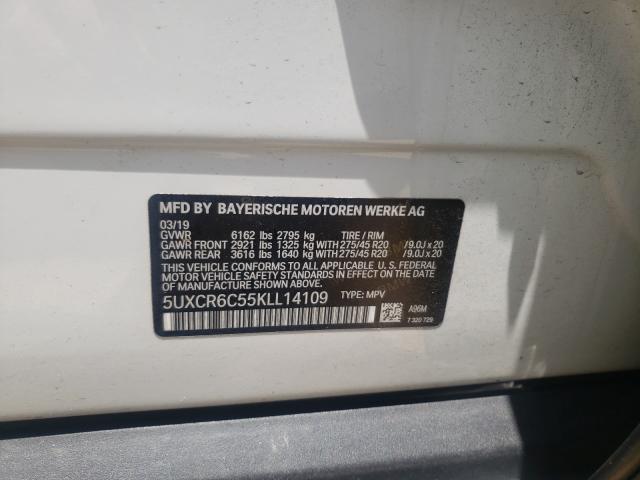 MFD BY BAYERISCHE MOTOREN WERKE AG
03/19
GVWR 6162 lbs 2795 kg TIRE / RIM
GAWR FRONT 2921 lbs 1325 kg WITH 275/45 R20 /9.0J x 20
GAWR REAR 3616 lbs 1640 kg WITH 275/45 R20 /9.0J x 20
THIS VEHICLE CONFORMS TO ALL APPLICABLE U. S. FEDERAL
MOTOR VEHICLE SAFETY STANDARDS IN EFFECT ON THE DATE
OF MANUFACTURE SHOWN ABOVE.
5UXCR6C55KLL14109 TYPE: MPV
A96M
7 320 729